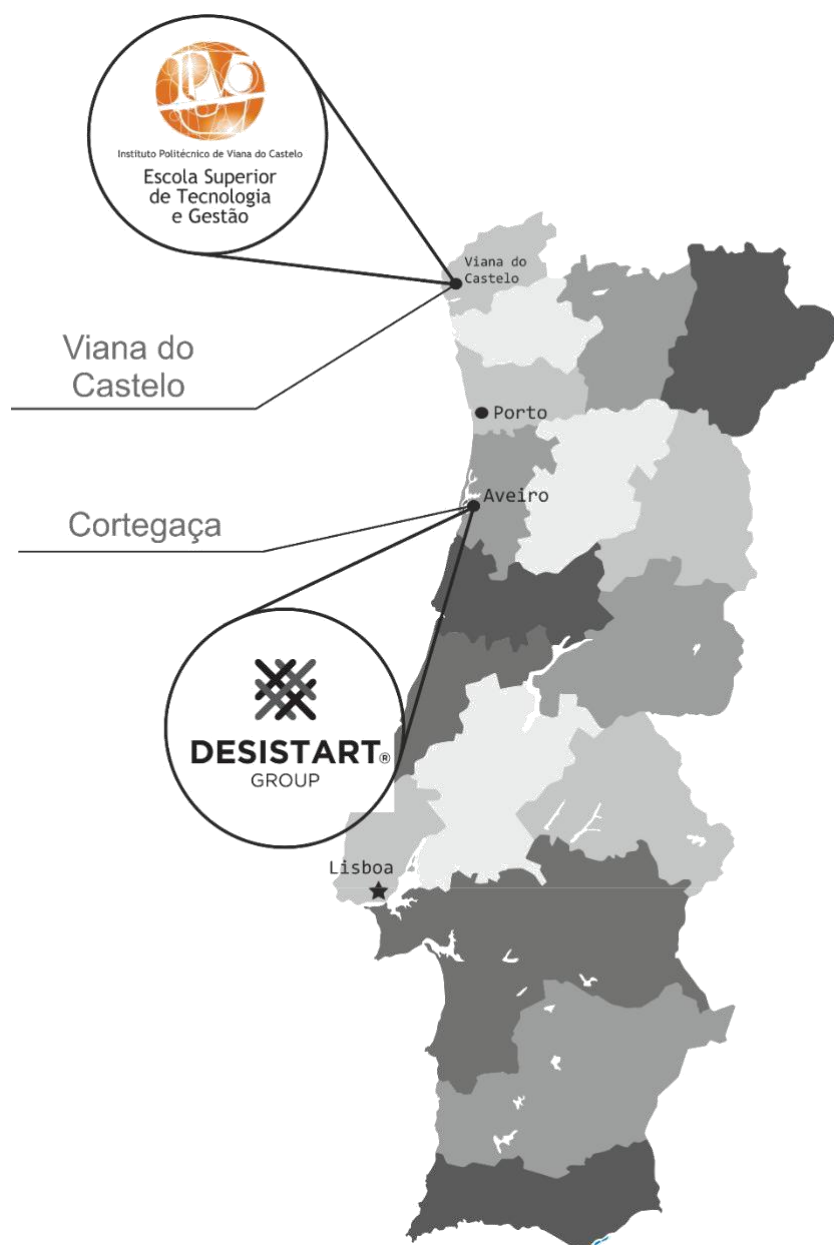 IPVC
Instituto Politécnico de Viana do Castelo
Escola Superior
de Tecnologia
e Gestão
Viana do
Castelo
Viana do
Castelo
Porto
Aveiro
Cortegaça
DESISTART®
GROUP
Lisboa